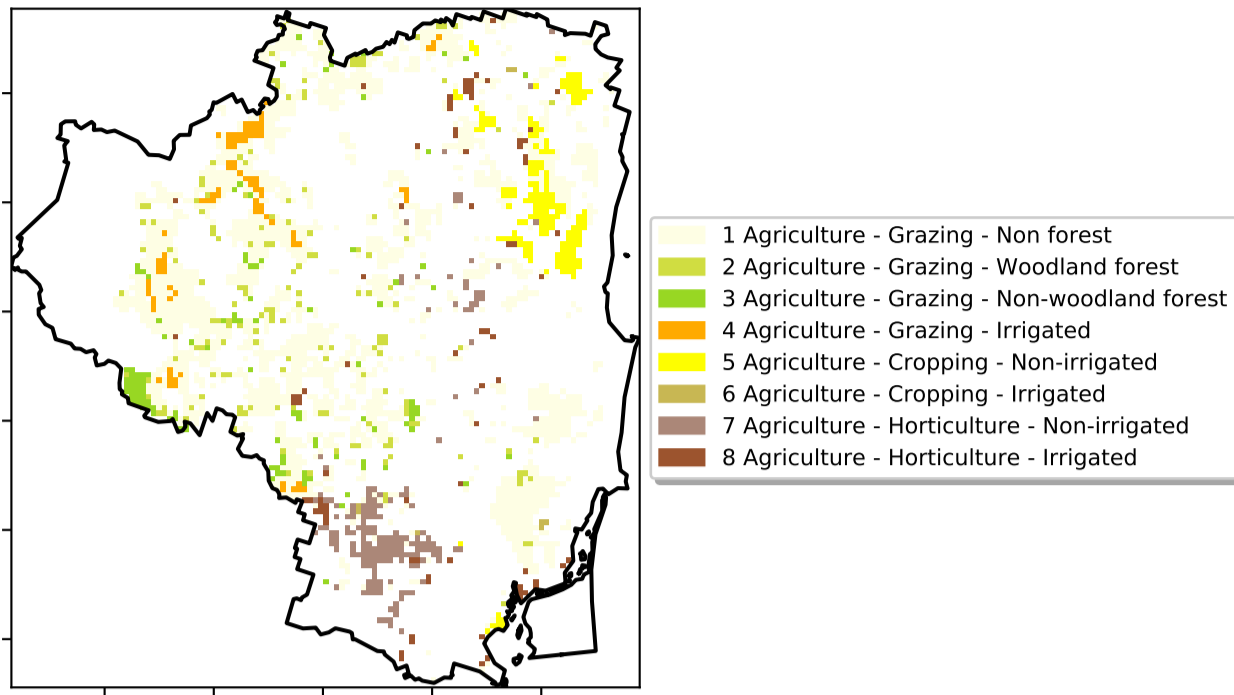 1 Agriculture - Grazing - Non forest
2 Agriculture - Grazing - Woodland forest
3 Agriculture - Grazing - Non-woodland forest
4 Agriculture - Grazing - Irrigated
5 Agriculture - Cropping - Non-irrigated
6 Agriculture - Cropping - Irrigated
7 Agriculture - Horticulture - Non-irrigated
8 Agriculture - Horticulture - Irrigated